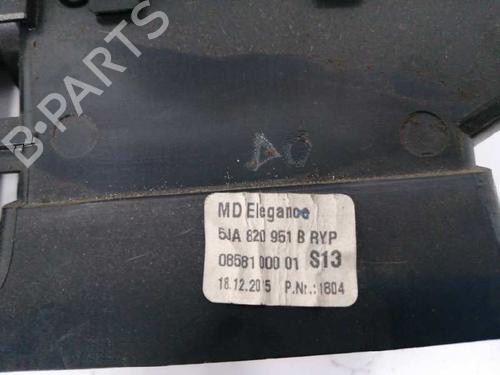 B-PARTS
MD Elegance
5JA 820 951 B RYP
08581 000 01 S13
18.12.2015 P.Nr.:1804